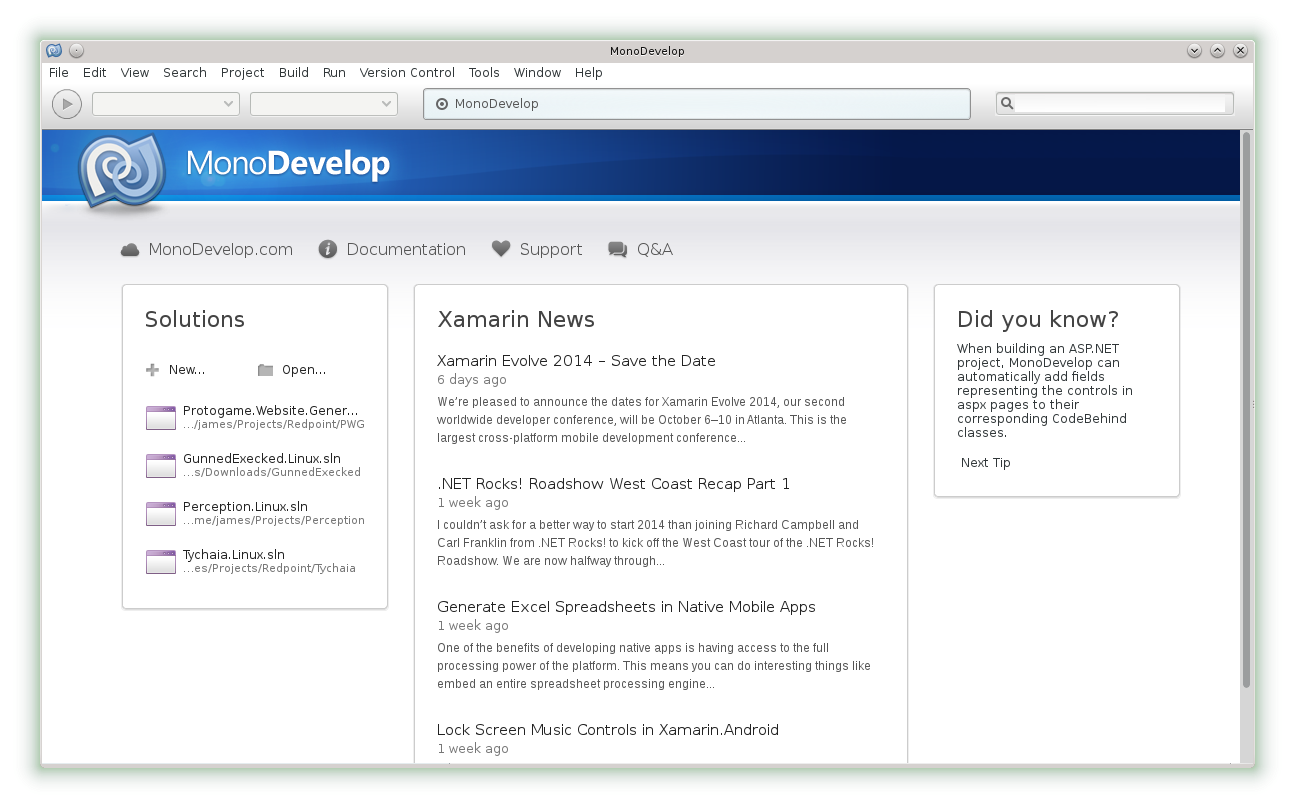 MonoDevelop
File Edit View Search Project Build Run Version Control Tools Window Help
MonoDevelop
MonoDevelop
MonoDevelop.com Documentation Support Q&A
Solutions
New... Open...
Protogame.Website.Gener...
.../james/Projects/Redpoint/PWG
GunnedExecked.Linux.sln
...s/Downloads/GunnedExecked
Perception.Linux.sln
...me/james/Projects/Perception
Tychaia.Linux.sln
...es/Projects/Redpoint/Tychaia
Xamarin News
Xamarin Evolve 2014 – Save the Date
6 days ago
We’re pleased to announce the dates for Xamarin Evolve 2014, our second
worldwide developer conference, will be October 6–10 in Atlanta. This is the
largest cross-platform mobile development conference...
.NET Rocks! Roadshow West Coast Recap Part 1
1 week ago
I couldn’t ask for a better way to start 2014 than joining Richard Campbell and
Carl Franklin from .NET Rocks! to kick off the West Coast tour of the .NET Rocks!
Roadshow. We are now halfway through...
Generate Excel Spreadsheets in Native Mobile Apps
1 week ago
One of the benefits of developing native apps is having access to the full
processing power of the platform. This means you can do interesting things like
embed an entire spreadsheet processing engine...
Lock Screen Music Controls in Xamarin.Android
1 week ago
Did you know?
When building an ASP.NET
project, MonoDevelop can
automatically add fields
representing the controls in
aspx pages to their
corresponding CodeBehind
classes.
Next Tip